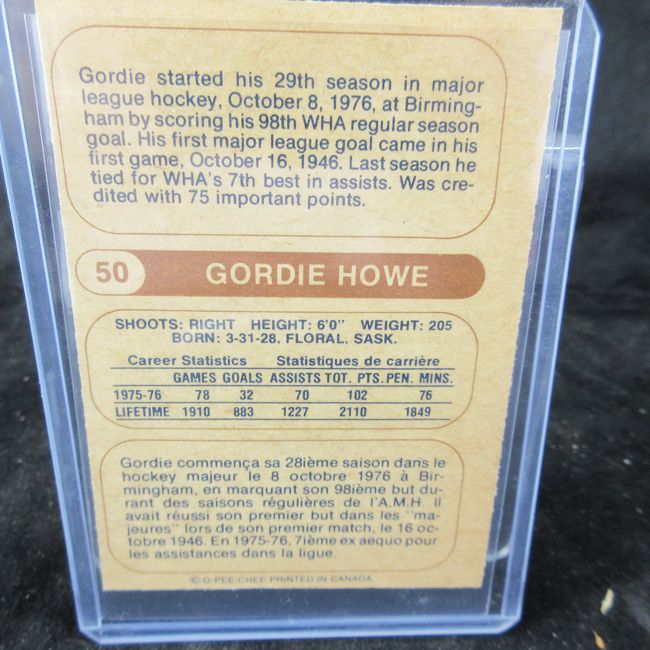 Gordie started his 29th season in major
league hockey, October 8, 1976, at Birming-
ham by scoring his 98th WHA regular season
goal. His first major league goal came in his
first game, October 16, 1946. Last season he
tied for WHA's 7th best in assists. Was cre-
dited with 75 important points.
50 GORDIE HOWE
SHOOTS: RIGHT HEIGHT: 6'0" WEIGHT: 205
BORN: 3-31-28, FLORAL, SASK.
Career Statistics Statistiques de carrière
GAMES GOALS ASSISTS TOT. PTS. PEN. MINS.
1975-76 78 32 70 102 76
LIFETIME 1910 883 1227 2110 1849
Gordie commença sa 28ième saison dans le
hockey majeur le 8 octobre 1976 à Bir-
mingham, en marquant son 98ième but du-
rant des saisons régulières de l'A.M.H. Il
avait réussi son premier but dans les "ma-
jeures" lors de son premier match, le 16 oc-
tobre 1946. En 1975-76, 7ième ex aequo pour
les assistances dans la ligue.
© O-PEE-CHEE PRINTED IN CANADA.